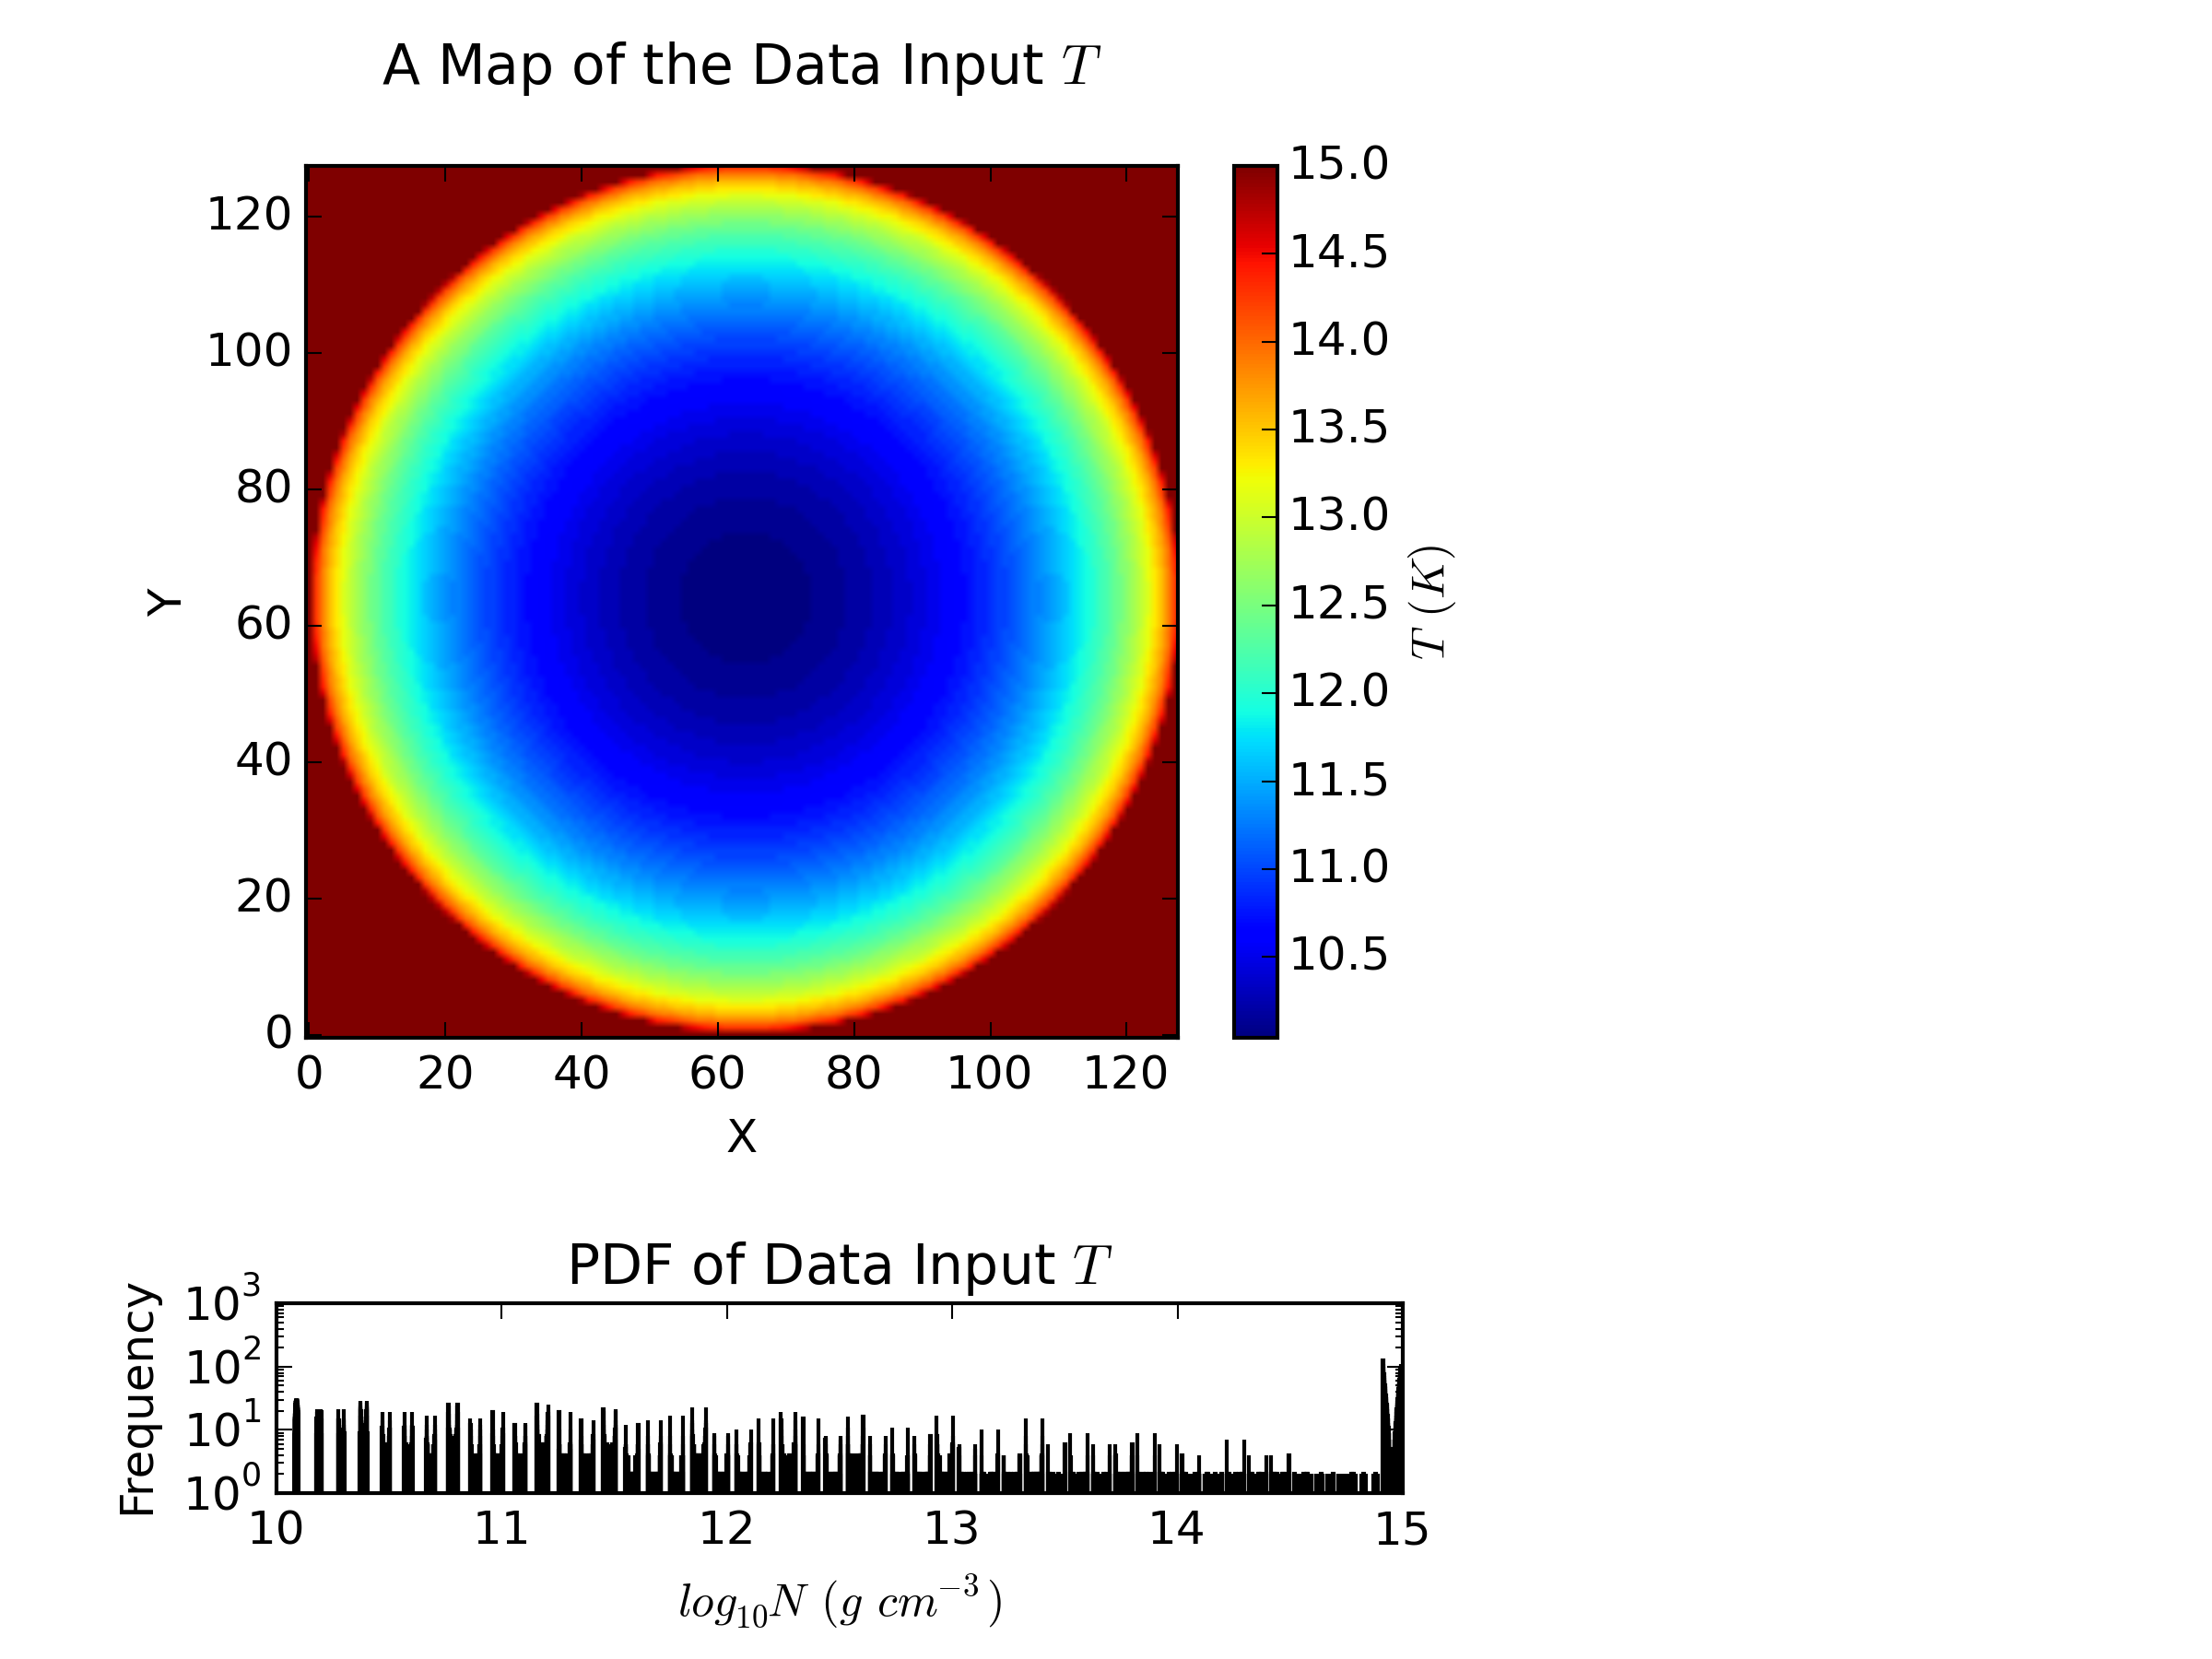 A Map of the Data Input T
15.0
14.5
14.0
13.5
13.0
12.5
12.0
11.5
11.0
10.5
T (K)
120
100
80
60
40
20
0
Y
0 20 40 60 80 100 120
X
PDF of Data Input T
Frequency
10³
10²
10¹
10⁰
10 11 12 13 14 15
log₁₀N (g cm⁻³)